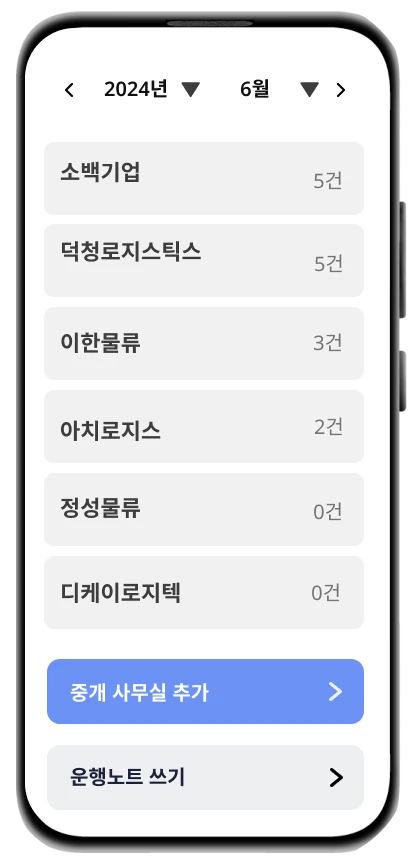 2024년 ▼ 6월 ▼
소백기업 5건
덕청로지스틱스 5건
이한물류 3건
아치로지스 2건
정성물류 0건
디케이로지텍 0건
중개 사무실 추가
운행노트 쓰기